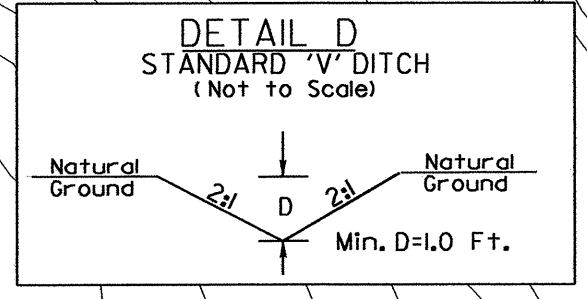 DETAIL D
STANDARD 'V' DITCH
(Not to Scale)
Natural
Ground
2:1
D
2:1
Natural
Ground
Min. D=1.0 Ft.